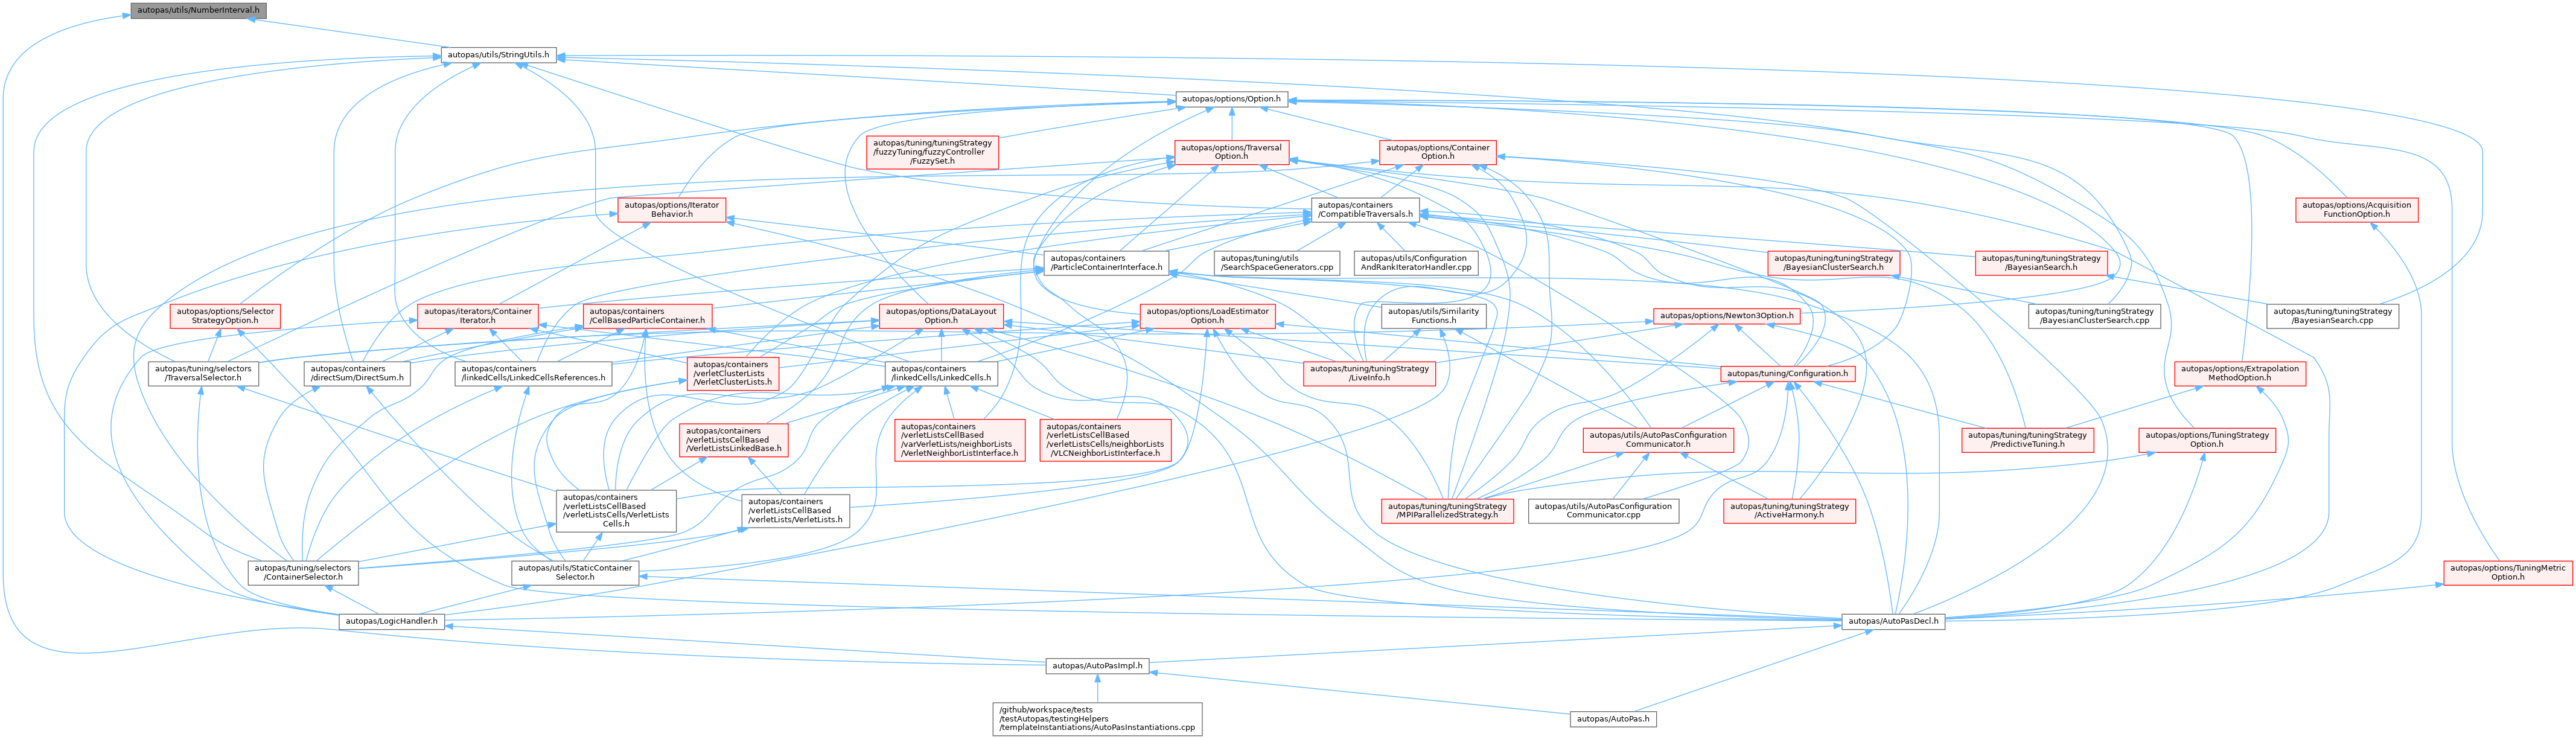 autopas/utils/NumberInterval.h
autopas/utils/StringUtils.h
autopas/options/Option.h
autopas/tuning/tuningStrategy
/fuzzyTuning/fuzzyController
/FuzzySet.h
autopas/options/Traversal
Option.h
autopas/options/Container
Option.h
autopas/options/Iterator
Behavior.h
autopas/containers
/CompatibleTraversals.h
autopas/options/Acquisition
FunctionOption.h
autopas/containers
/ParticleContainerInterface.h
autopas/tuning/utils
/SearchSpaceGenerators.cpp
autopas/utils/Configuration
AndRankIteratorHandler.cpp
autopas/tuning/tuningStrategy
/BayesianClusterSearch.h
autopas/tuning/tuningStrategy
/BayesianSearch.h
autopas/options/Selector
StrategyOption.h
autopas/iterators/Container
Iterator.h
autopas/containers
/CellBasedParticleContainer.h
autopas/options/DataLayout
Option.h
autopas/options/LoadEstimator
Option.h
autopas/utils/Similarity
Functions.h
autopas/options/Newton3Option.h
autopas/tuning/tuningStrategy
/BayesianClusterSearch.cpp
autopas/tuning/tuningStrategy
/BayesianSearch.cpp
autopas/tuning/selectors
/TraversalSelector.h
autopas/containers
/directSum/DirectSum.h
autopas/containers
/linkedCells/LinkedCellsReferences.h
autopas/containers
/verletClusterLists
/VerletClusterLists.h
autopas/containers
/linkedCells/LinkedCells.h
autopas/tuning/tuningStrategy
/LiveInfo.h
autopas/tuning/Configuration.h
autopas/options/Extrapolation
MethodOption.h
autopas/containers
/verletListsCellBased
/VerletListsLinkedBase.h
autopas/containers
/verletListsCellBased
/varVerletLists/neighborLists
/VerletNeighborListInterface.h
autopas/containers
/verletListsCellBased
/verletListsCells/neighborLists
/VLCNeighborListInterface.h
autopas/utils/AutoPasConfiguration
Communicator.h
autopas/tuning/tuningStrategy
/PredictiveTuning.h
autopas/options/TuningStrategy
Option.h
autopas/containers
/verletListsCellBased
/verletListsCells/VerletLists
Cells.h
autopas/containers
/verletListsCellBased
/verletLists/VerletLists.h
autopas/tuning/tuningStrategy
/MPIParallelizedStrategy.h
autopas/utils/AutoPasConfiguration
Communicator.cpp
autopas/tuning/tuningStrategy
/ActiveHarmony.h
autopas/tuning/selectors
/ContainerSelector.h
autopas/utils/StaticContainer
Selector.h
autopas/options/TuningMetric
Option.h
autopas/LogicHandler.h
autopas/AutoPasDecl.h
autopas/AutoPasImpl.h
/github/workspace/tests
/testAutopas/testingHelpers
/templateInstantiations/AutoPasInstantiations.cpp
autopas/AutoPas.h